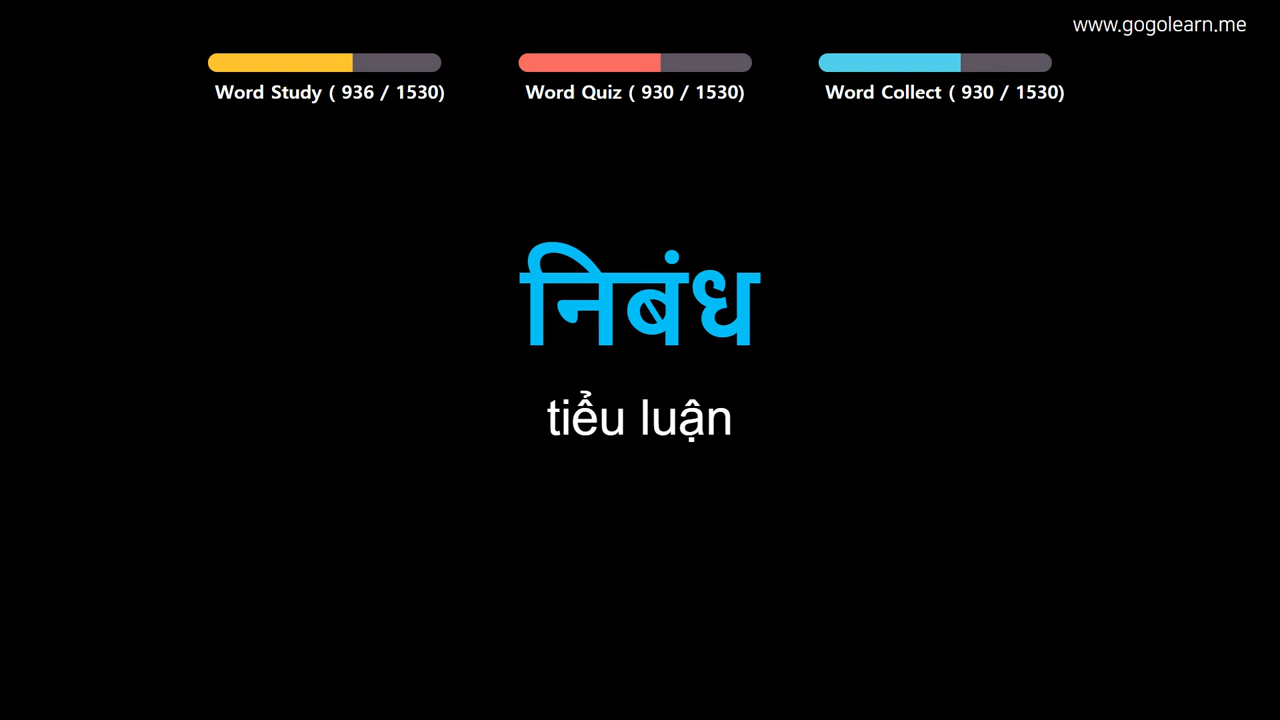 www.gogolearn.me
Word Study ( 936 / 1530)
Word Quiz ( 930 / 1530)
Word Collect ( 930 / 1530)
निबंध
tiểu luận